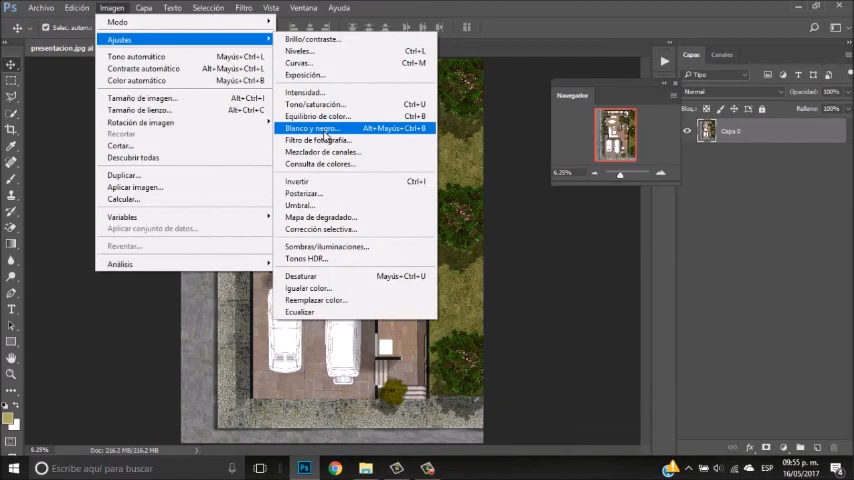 Ps Archivo Edición Imagen Capa Texto Selección Filtro Vista Ventana Ayuda
Selec. automát
presentacion.jpg al
Modo
Ajustes
Tono automático Mayús+Ctrl+L
Contraste automático Alt+Mayús+Ctrl+L
Color automático Mayús+Ctrl+B
Tamaño de imagen... Alt+Ctrl+I
Tamaño de lienzo... Alt+Ctrl+C
Rotación de imagen
Recortar
Cortar...
Descubrir todas
Duplicar...
Aplicar imagen...
Calcular...
Variables
Aplicar conjunto de datos...
Reventar...
Análisis
Brillo/contraste...
Niveles... Ctrl+L
Curvas... Ctrl+M
Exposición...
Intensidad...
Tono/saturación... Ctrl+U
Equilibrio de color... Ctrl+B
Blanco y negro... Alt+Mayús+Ctrl+B
Filtro de fotografía...
Mezclador de canales...
Consulta de colores...
Invertir Ctrl+I
Posterizar...
Umbral...
Mapa de degradado...
Corrección selectiva...
Sombras/iluminaciones...
Tonos HDR...
Desaturar Mayús+Ctrl+U
Igualar color...
Reemplazar color...
Ecualizar
Navegador
6.25%
Capas Canales
Tipo
Normal Opacidad: 100%
Bloq.: Relleno: 100%
Capa 0
6.25% Doc: 216.2 MB/216.2 MB
Escribe aquí para buscar
Ps
ESP
09:55 p. m.
16/05/2017